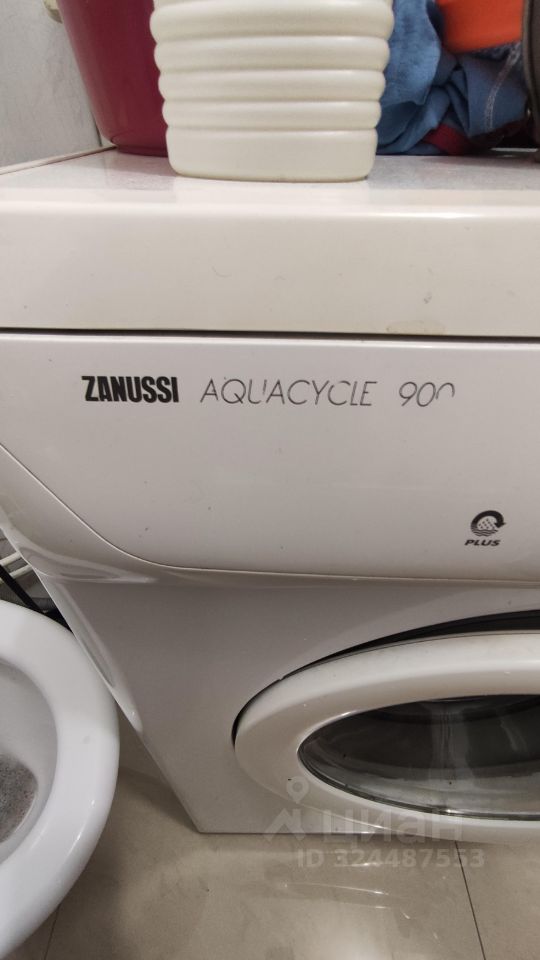 ZANUSSI AQUACYCLE 900
PLUS
ЦИАН
ID 324487553